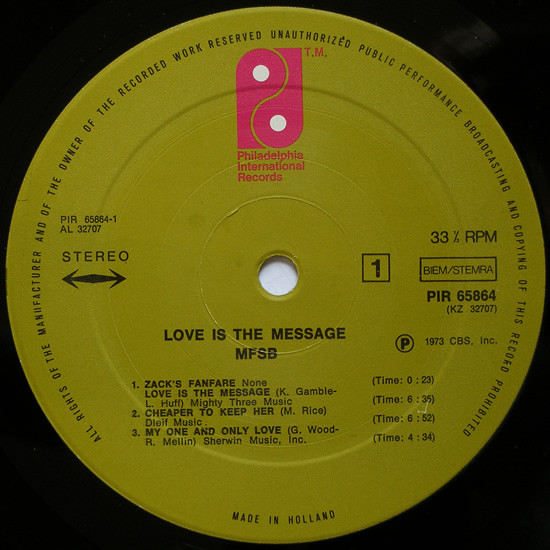 ALL RIGHTS OF THE MANUFACTURER AND OF THE OWNER OF THE RECORDED WORK RESERVED UNAUTHORIZED PUBLIC PERFORMANCE BROADCASTING AND COPYING OF THIS RECORD PROHIBITED
T.M.
Philadelphia
International
Records
PIR 65864-1
AL 32707
STEREO
33 ⅓ RPM
1
BIEM/STEMRA
PIR 65864
(KZ 32707)
LOVE IS THE MESSAGE
MFSB
P 1973 CBS, Inc.
1. ZACK'S FANFARE None (Time: 0 : 23)
LOVE IS THE MESSAGE (K. Gamble-
L. Huff) Mighty Three Music (Time: 6 : 35)
2. CHEAPER TO KEEP HER (M. Rice) (Time: 6 : 52)
Dleif Music.
3. MY ONE AND ONLY LOVE (G. Wood- (Time: 4 : 34)
R. Mellin) Sherwin Music, Inc.
MADE IN HOLLAND